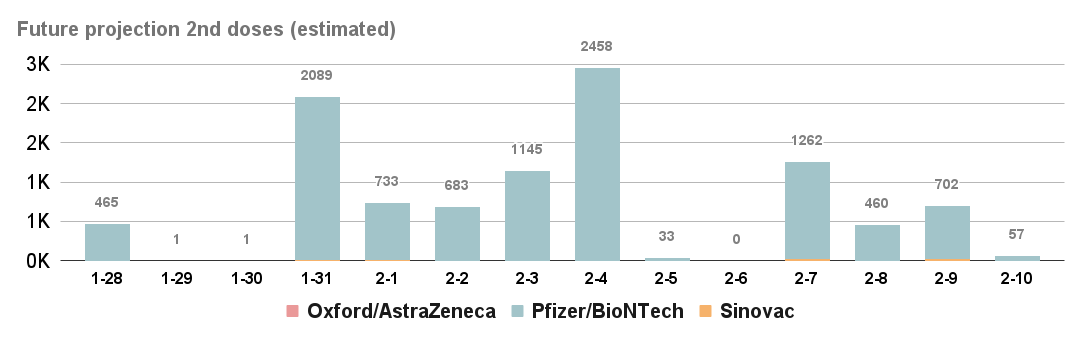 Future projection 2nd doses (estimated)
3K
2K
2K
1K
1K
0K
465
1
1
2089
733
683
1145
2458
33
0
1262
460
702
57
1-28 1-29 1-30 1-31 2-1 2-2 2-3 2-4 2-5 2-6 2-7 2-8 2-9 2-10
Oxford/AstraZeneca Pfizer/BioNTech Sinovac